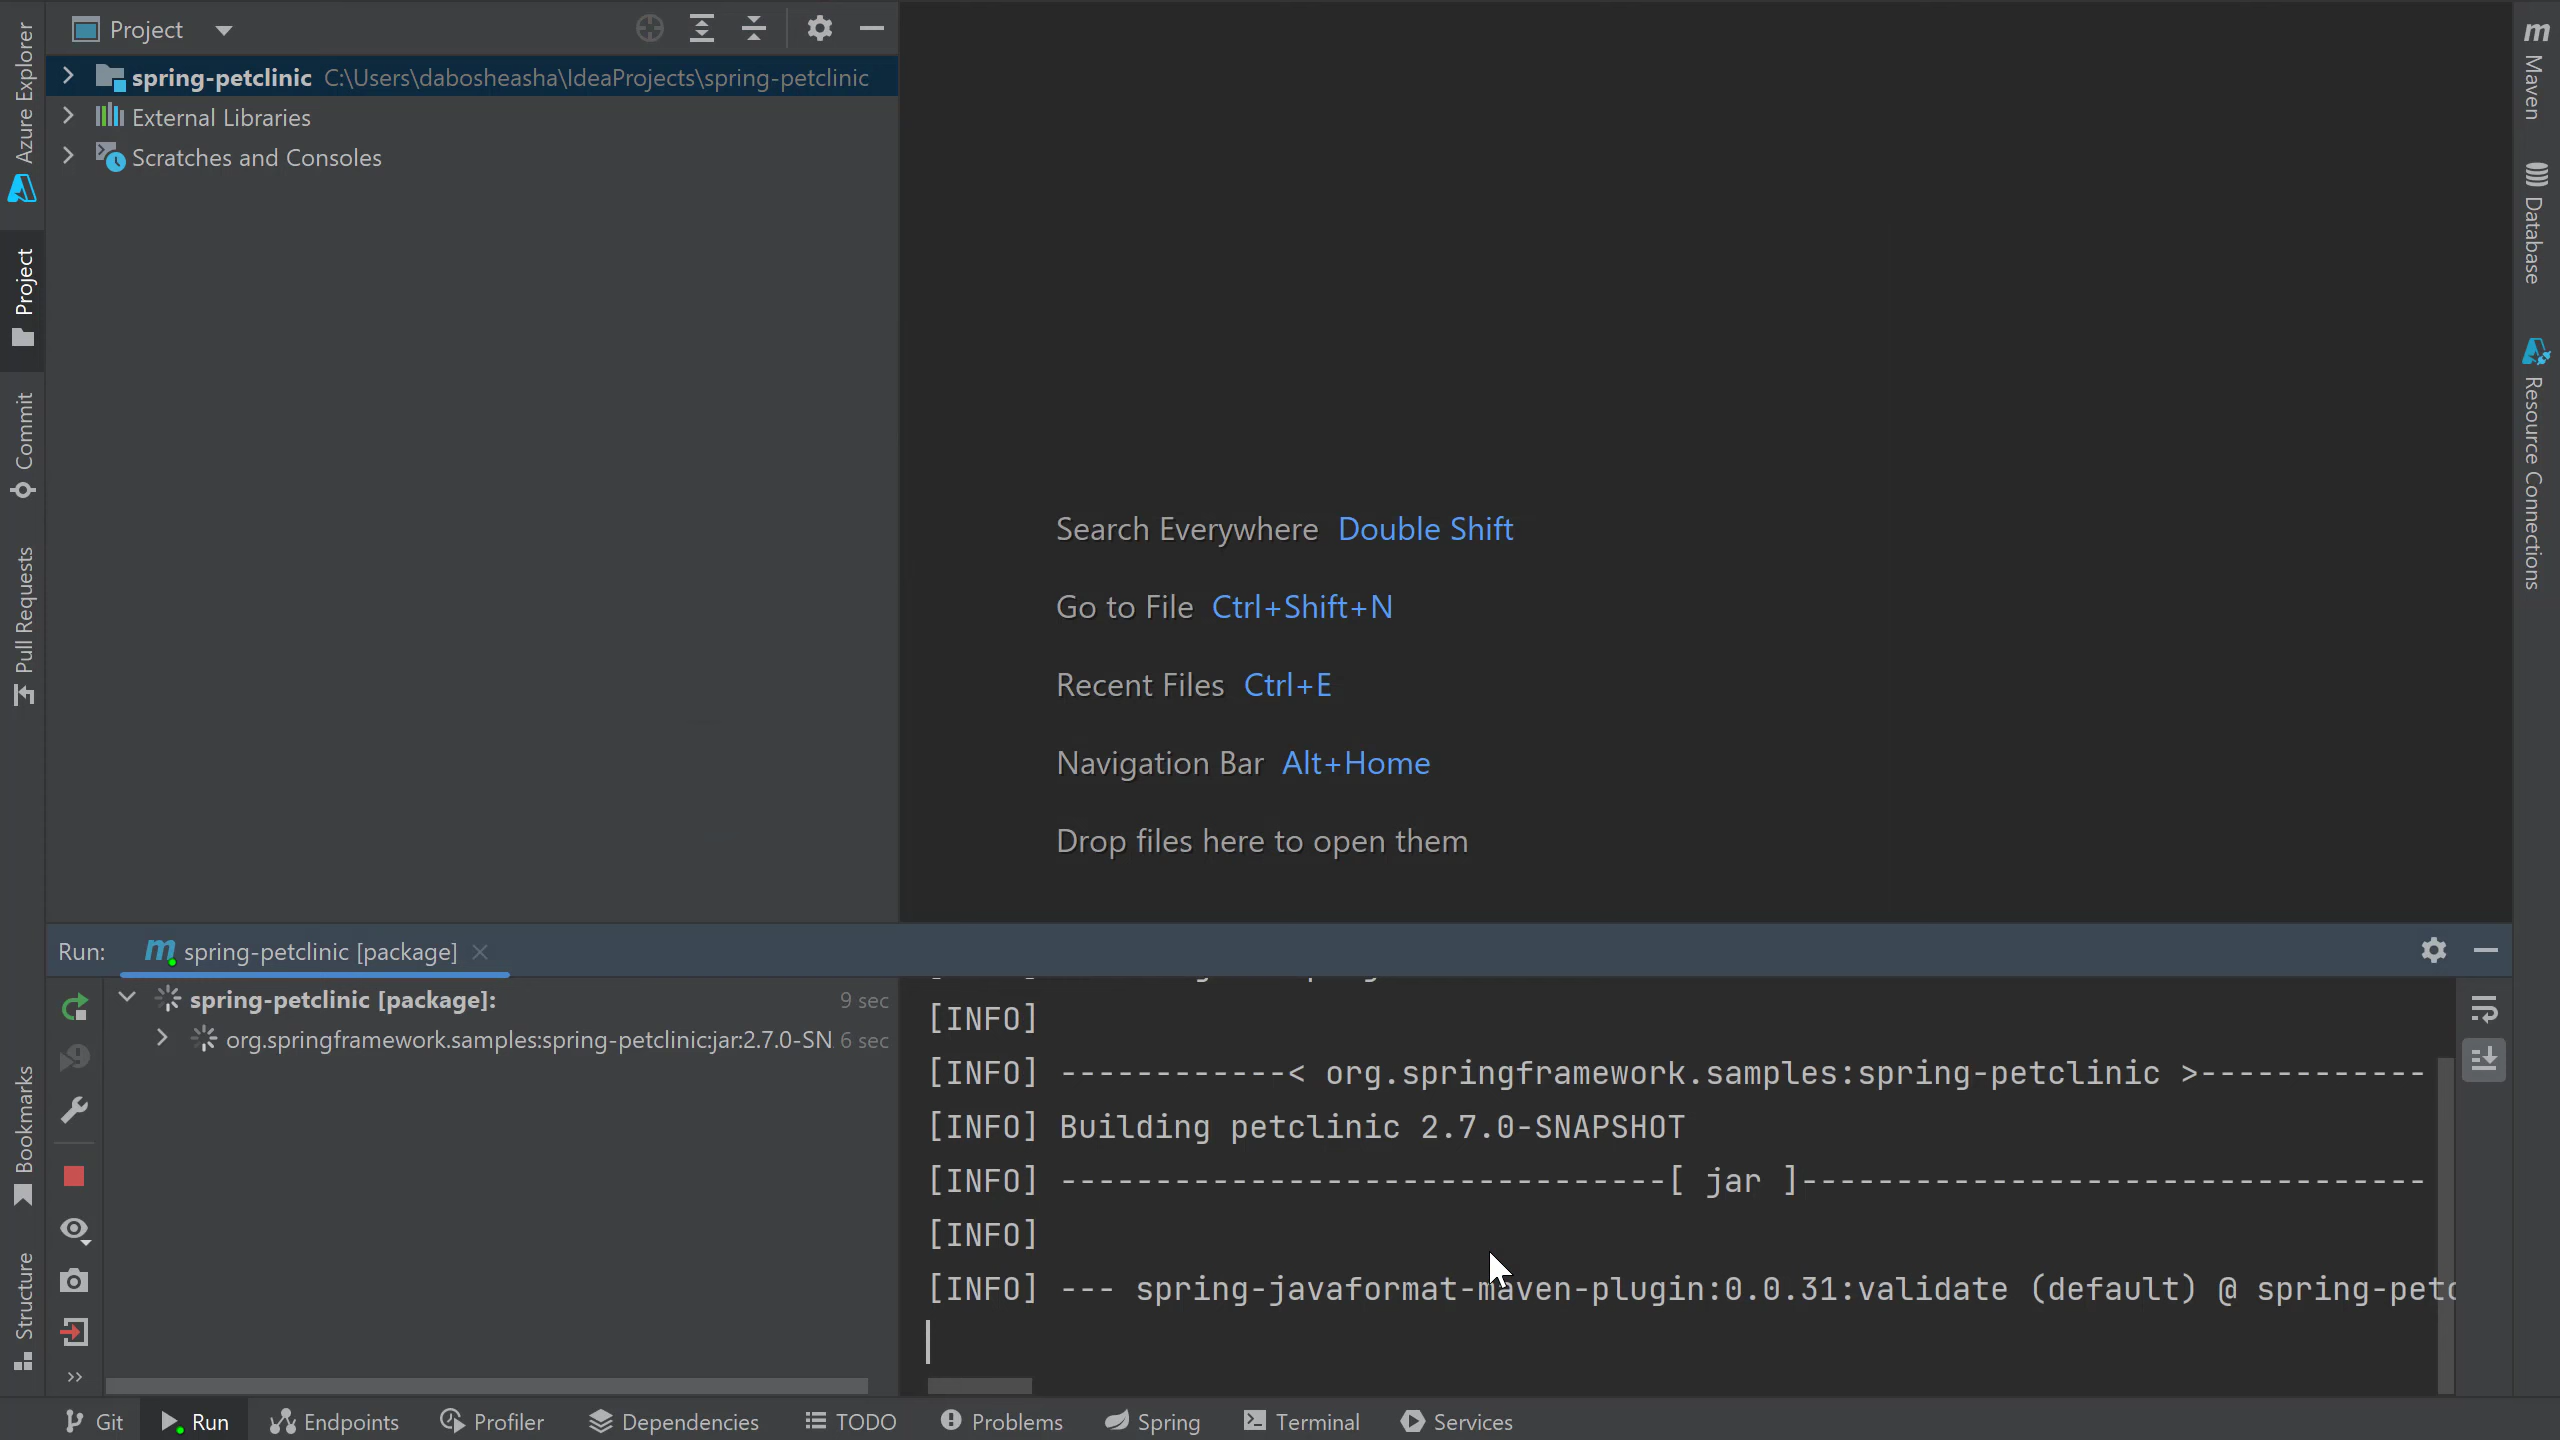 Project
spring-petclinic C:\Users\dabosheasha\IdeaProjects\spring-petclinic
External Libraries
Scratches and Consoles
Azure Explorer
Project
Commit
Pull Requests
Bookmarks
Structure
Search Everywhere Double Shift
Go to File Ctrl+Shift+N
Recent Files Ctrl+E
Navigation Bar Alt+Home
Drop files here to open them
m Maven
Database
Resource Connections
Run: m spring-petclinic [package]
spring-petclinic [package]: 9 sec
org.springframework.samples:spring-petclinic:jar:2.7.0-SN 6 sec
[INFO]
[INFO] ------------< org.springframework.samples:spring-petclinic >------------
[INFO] Building petclinic 2.7.0-SNAPSHOT
[INFO] --------------------------------[ jar ]---------------------------------
[INFO]
[INFO] --- spring-javaformat-maven-plugin:0.0.31:validate (default) @ spring-petc
Git Run Endpoints Profiler Dependencies TODO Problems Spring Terminal Services